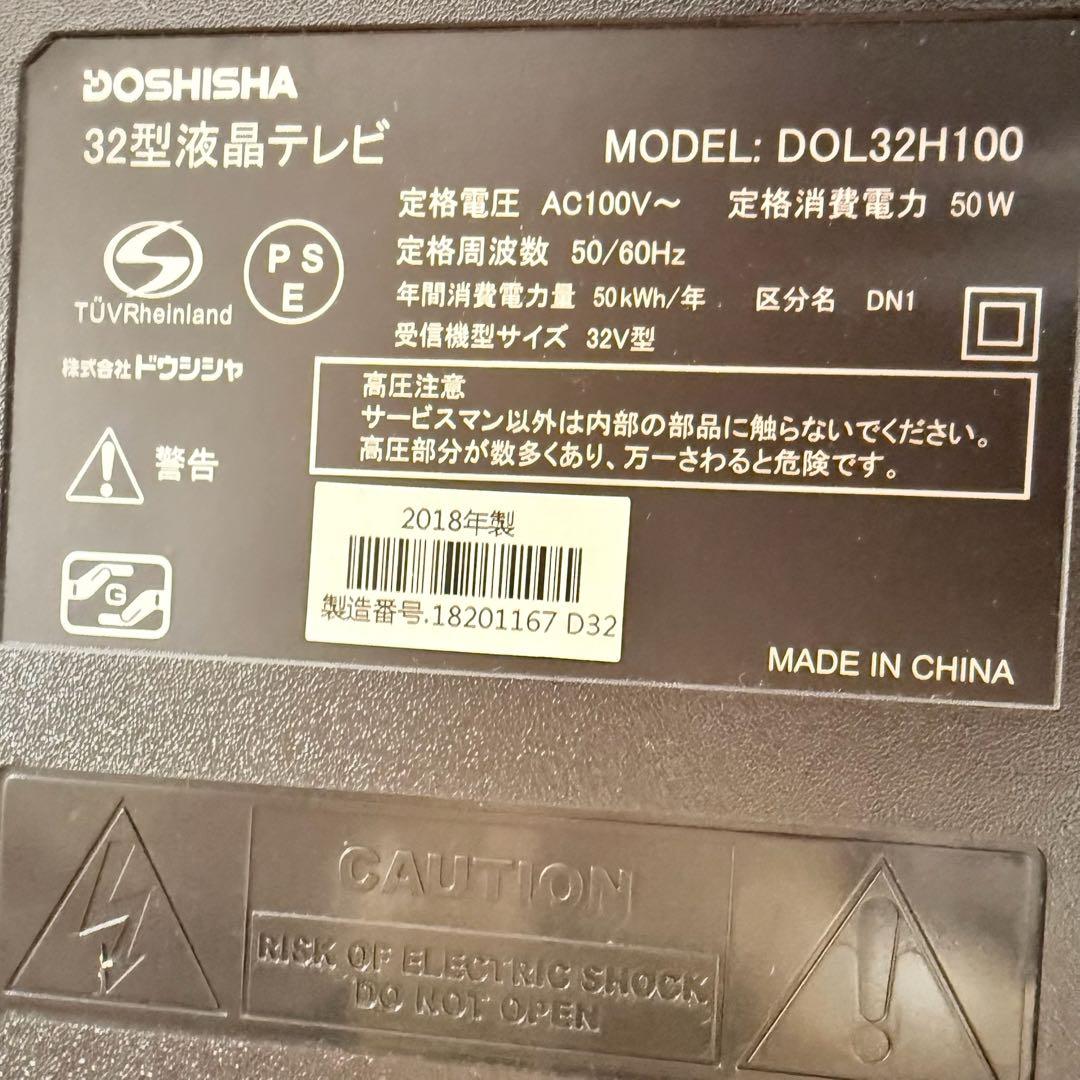 DOSHISHA
32型液晶テレビ
MODEL: DOL32H100
定格電圧 AC100V～ 定格消費電力 50W
定格周波数 50/60Hz
年間消費電力量 50kWh/年 区分名 DN1
受信機型サイズ 32V型
TÜVRheinland
PSE
株式会社ドウシシャ
高圧注意
サービスマン以外は内部の部品に触らないでください。
高圧部分が数多くあり、万一さわると危険です。
警告
G
2018年製
製造番号.18201167 D32
MADE IN CHINA
CAUTION
RISK OF ELECTRIC SHOCK
DO NOT OPEN